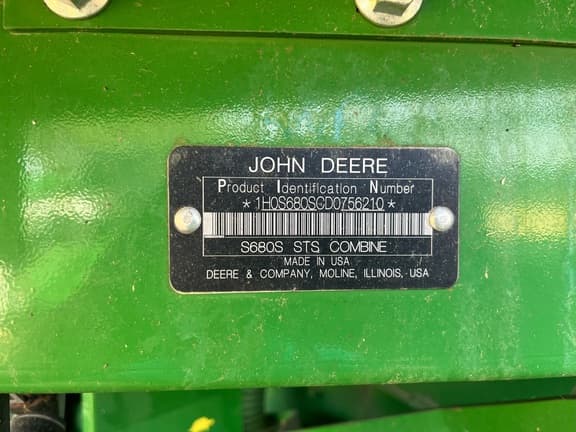 JOHN DEERE
Product Identification Number
*1H0S680SCD0756210*
S680S STS COMBINE
MADE IN USA
DEERE & COMPANY, MOLINE, ILLINOIS, USA